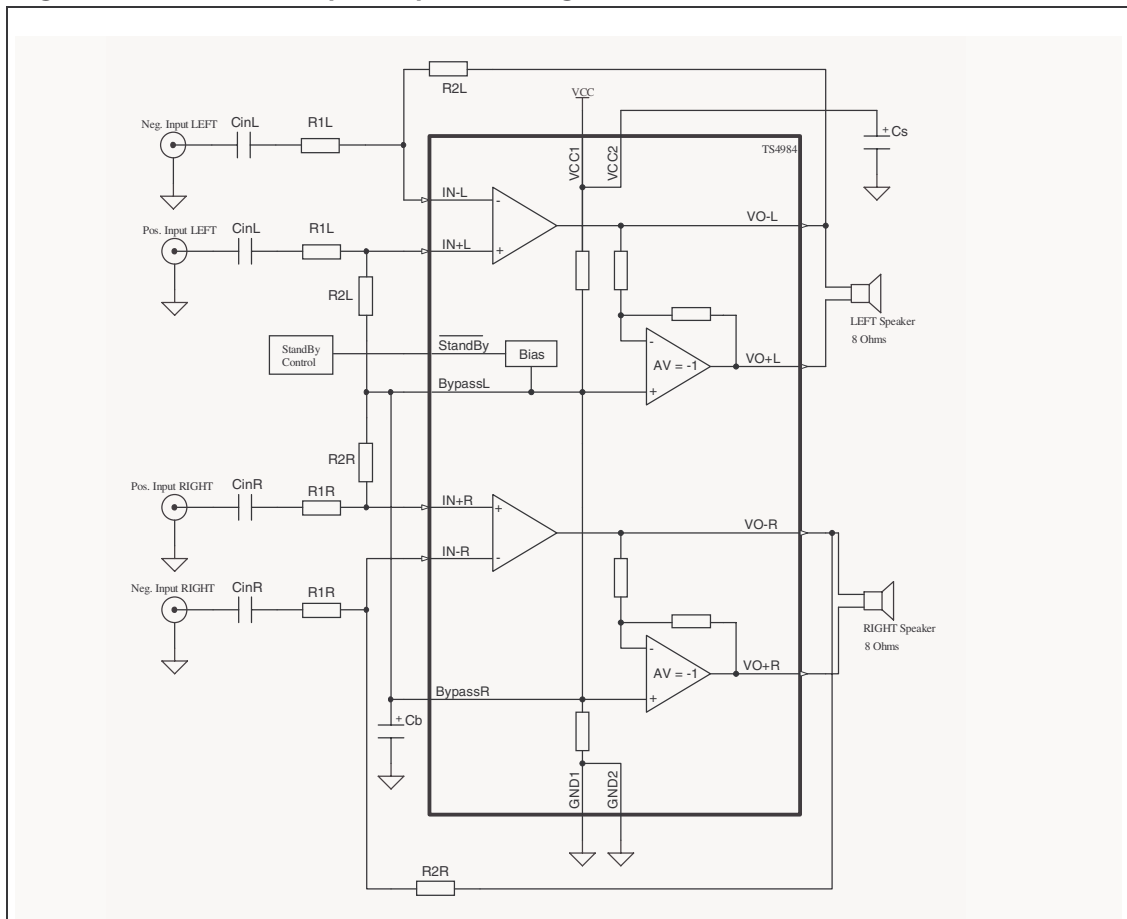 R2L
VCC
Neg. Input LEFT
CinL
R1L
+ Cs
TS4984
VCC1
VCC2
IN-L
-
Pos. Input LEFT
CinL
R1L
VO-L
IN+L
+
R2L
LEFT Speaker
8 Ohms
StandBy
Control
StandBy
Bias
-
AV = -1
VO+L
BypassL
+
R2R
Pos. Input RIGHT
CinR
R1R
IN+R
+
VO-R
IN-R
-
Neg. Input RIGHT
CinR
R1R
RIGHT Speaker
8 Ohms
-
AV = -1
VO+R
BypassR
+
+ Cb
GND1
GND2
R2R